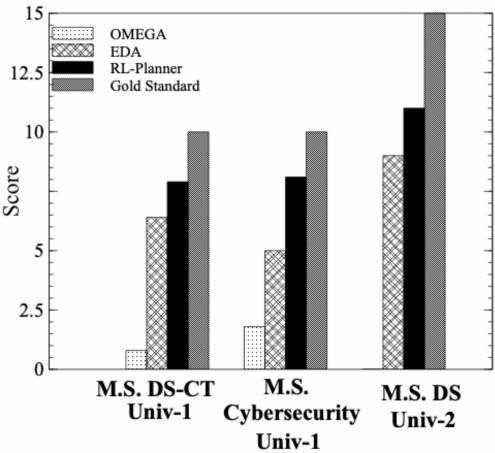 15
12.5
10
5
2.5
0
Score
OMEGA
EDA
RL-Planner
Gold Standard
M.S. DS-CT
Univ-1
M.S.
Cybersecurity
Univ-1
M.S. DS
Univ-2